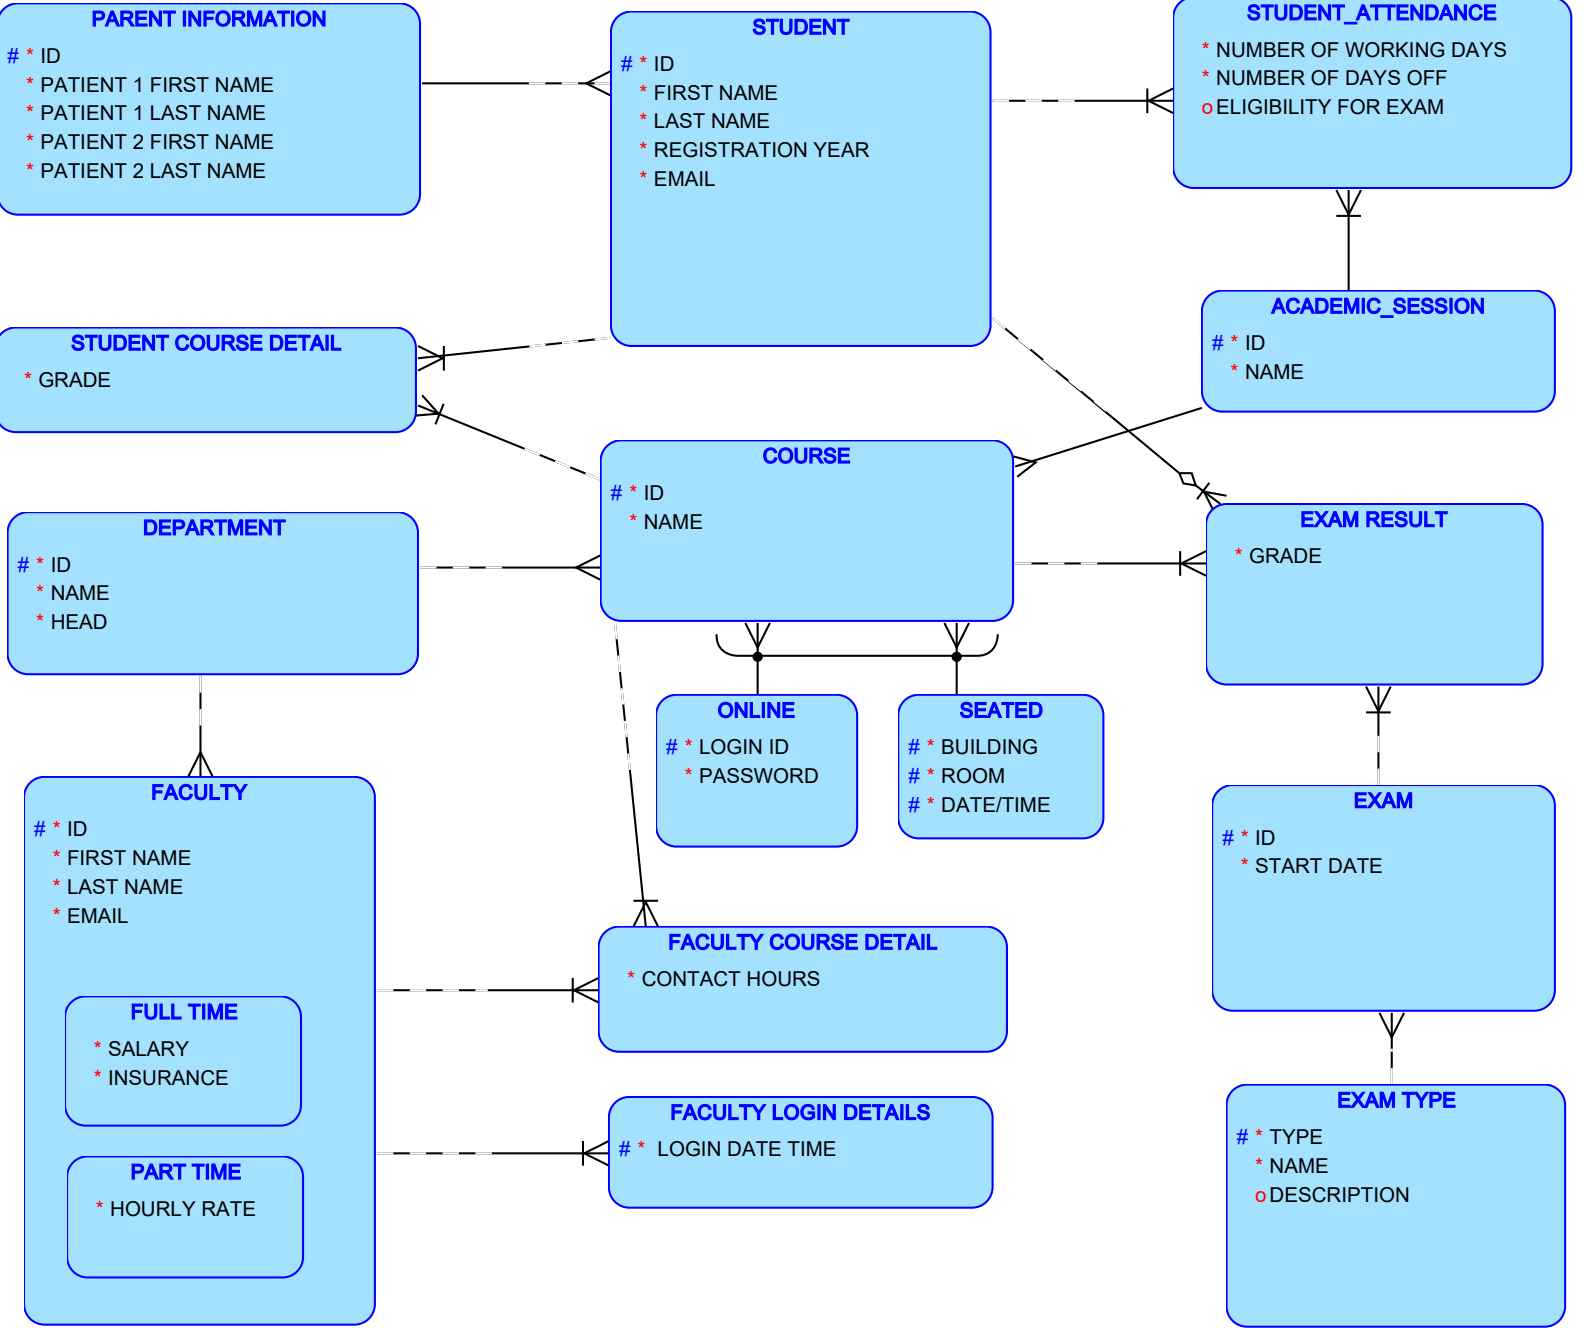 PARENT INFORMATION
# * ID
* PATIENT 1 FIRST NAME
* PATIENT 1 LAST NAME
* PATIENT 2 FIRST NAME
* PATIENT 2 LAST NAME
STUDENT
# * ID
* FIRST NAME
* LAST NAME
* REGISTRATION YEAR
* EMAIL
STUDENT_ATTENDANCE
* NUMBER OF WORKING DAYS
* NUMBER OF DAYS OFF
o ELIGIBILITY FOR EXAM
STUDENT COURSE DETAIL
* GRADE
ACADEMIC_SESSION
# * ID
* NAME
COURSE
# * ID
* NAME
DEPARTMENT
# * ID
* NAME
* HEAD
EXAM RESULT
* GRADE
ONLINE
# * LOGIN ID
* PASSWORD
SEATED
# * BUILDING
# * ROOM
# * DATE/TIME
FACULTY
# * ID
* FIRST NAME
* LAST NAME
* EMAIL
FULL TIME
* SALARY
* INSURANCE
PART TIME
* HOURLY RATE
EXAM
# * ID
* START DATE
FACULTY COURSE DETAIL
* CONTACT HOURS
FACULTY LOGIN DETAILS
# * LOGIN DATE TIME
EXAM TYPE
# * TYPE
* NAME
o DESCRIPTION